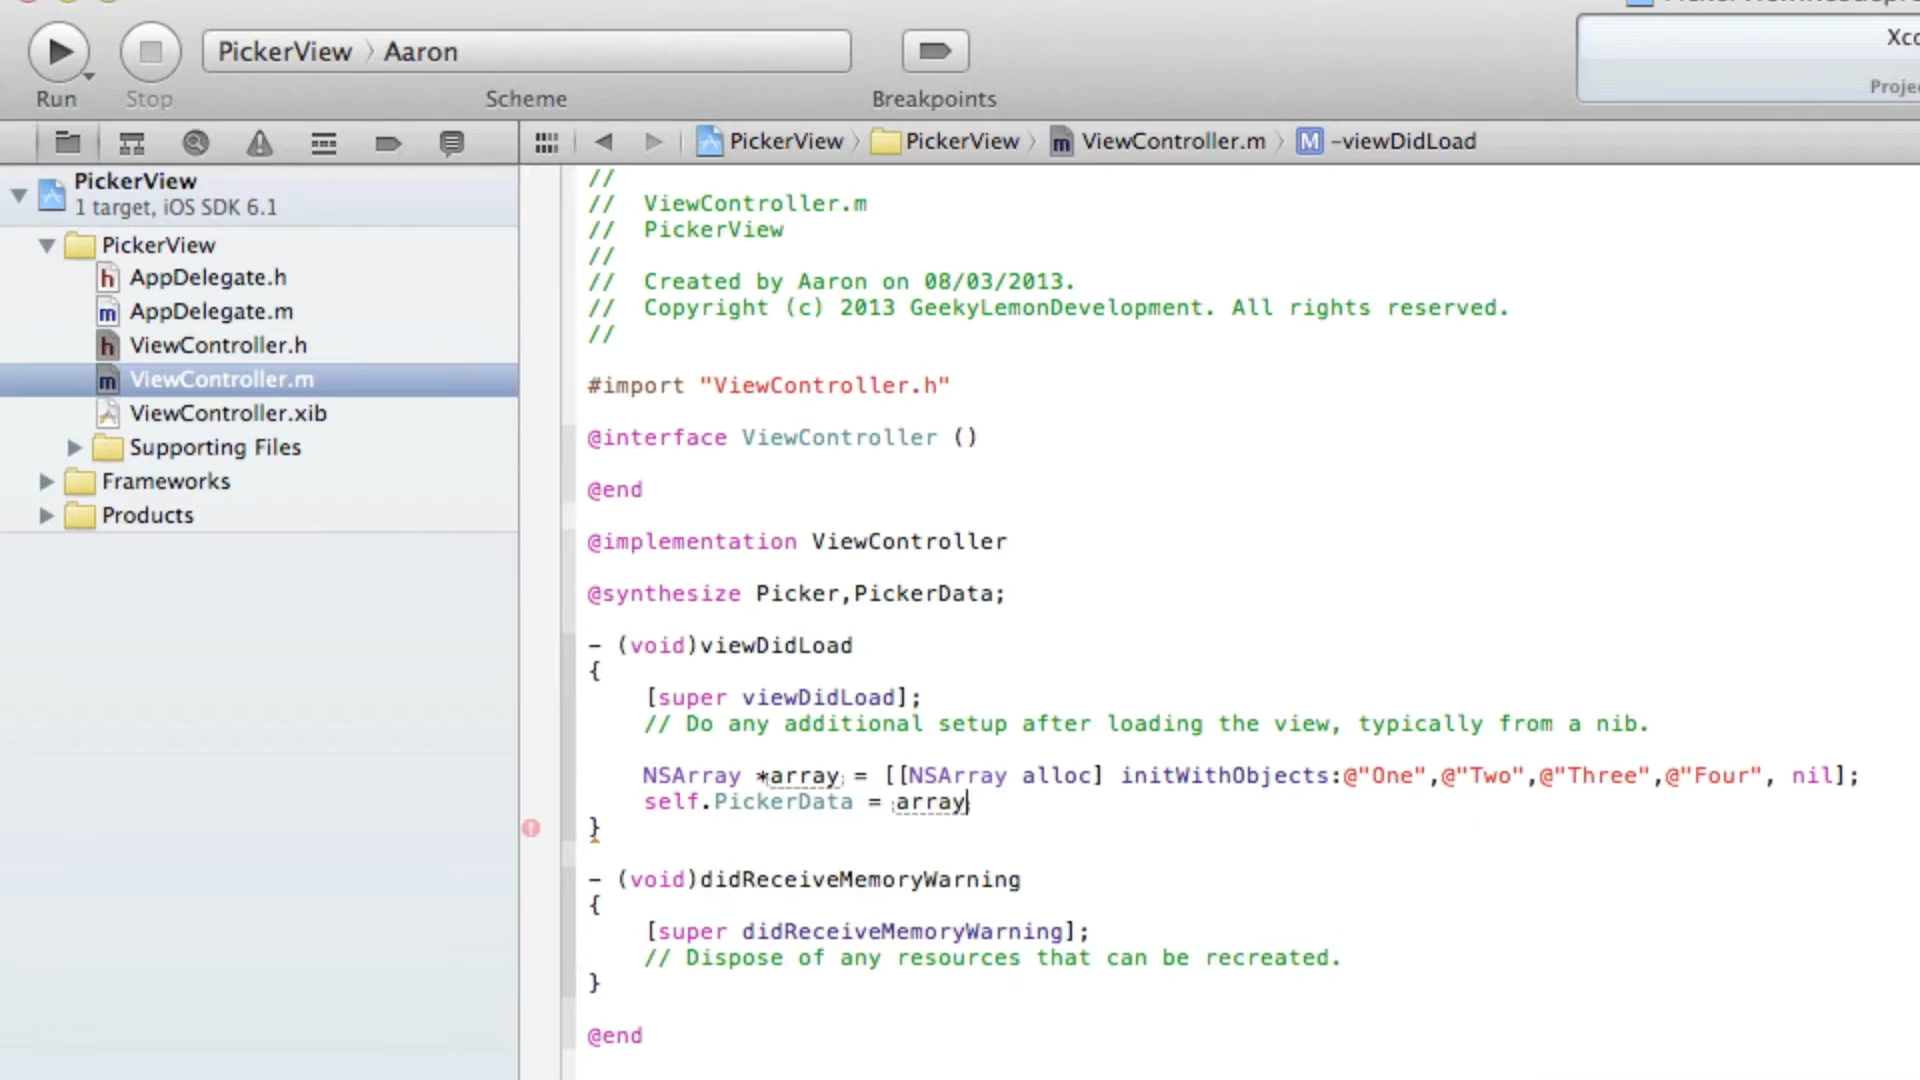 PickerView › Aaron
Run
Stop
Scheme
Breakpoints
Xco
Projec
PickerView › PickerView › ViewController.m › M -viewDidLoad
PickerView
1 target, iOS SDK 6.1
PickerView
AppDelegate.h
AppDelegate.m
ViewController.h
ViewController.m
ViewController.xib
Supporting Files
Frameworks
Products
//
//  ViewController.m
//  PickerView
//
//  Created by Aaron on 08/03/2013.
//  Copyright (c) 2013 GeekyLemonDevelopment. All rights reserved.
//
#import "ViewController.h"
@interface ViewController ()
@end
@implementation ViewController
@synthesize Picker,PickerData;
- (void)viewDidLoad
{
    [super viewDidLoad];
    // Do any additional setup after loading the view, typically from a nib.
    NSArray *array = [[NSArray alloc] initWithObjects:@"One",@"Two",@"Three",@"Four", nil];
    self.PickerData = array
}
- (void)didReceiveMemoryWarning
{
    [super didReceiveMemoryWarning];
    // Dispose of any resources that can be recreated.
}
@end